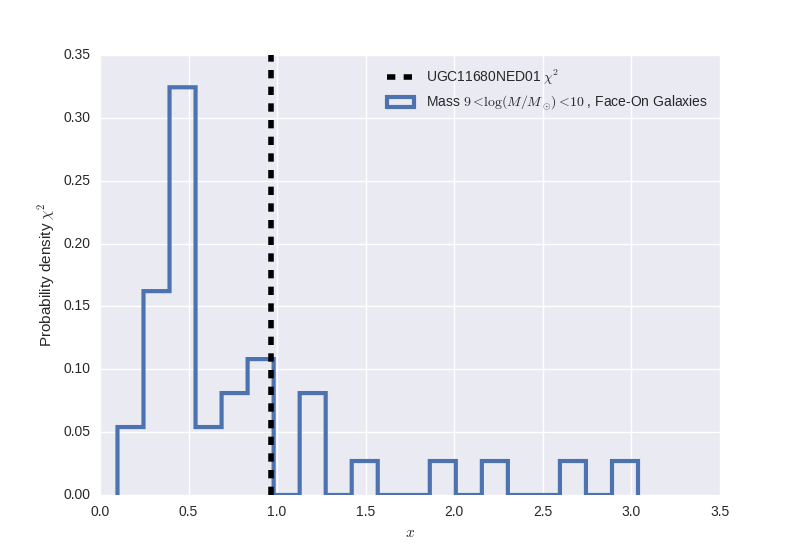 UGC11680NED01 χ²
Mass 9<log(M/M☉)<10 , Face-On Galaxies
0.35
0.30
0.25
0.20
0.15
0.10
0.05
0.00
Probability density χ²
0.0 0.5 1.0 1.5 2.0 2.5 3.0 3.5
x